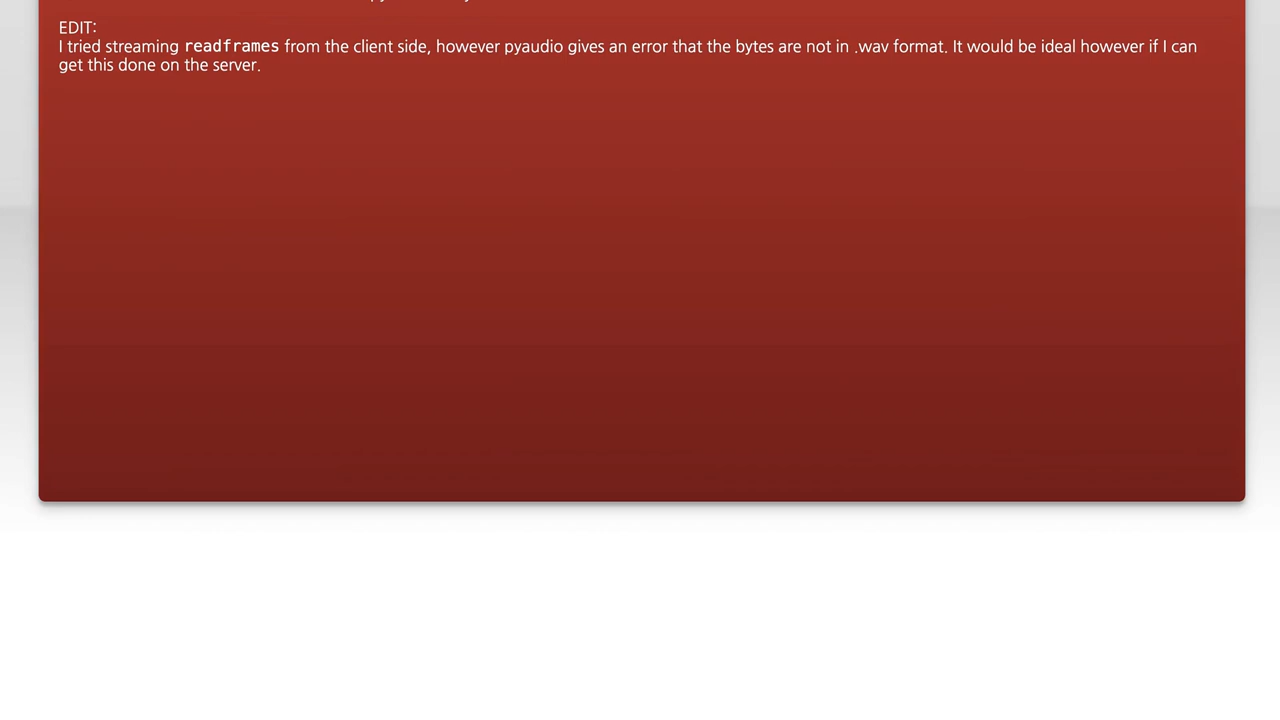 EDIT:
I tried streaming readframes from the client side, however pyaudio gives an error that the bytes are not in .wav format. It would be ideal however if I can
get this done on the server.